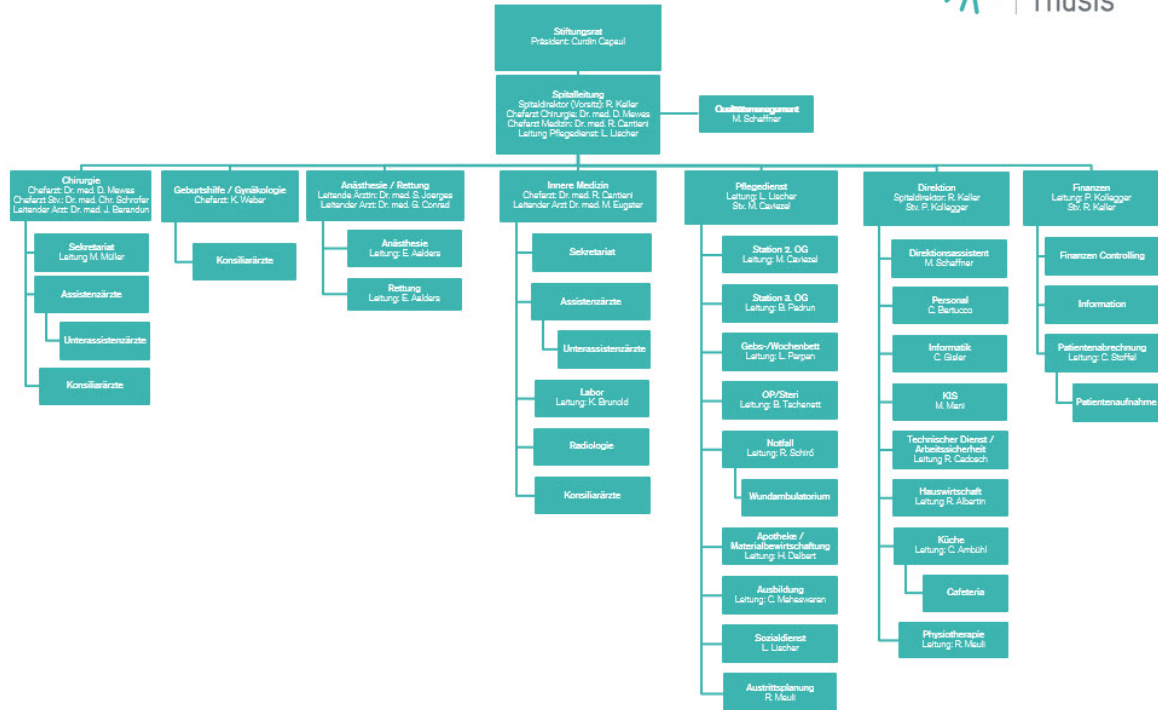 Thusis
Stiftungsrat
Präsident: Curdin Capaul
Spitalleitung
Spitaldirektor (Vorsitz): R. Keller
Chefarzt Chirurgie: Dr. med. D. Mewes
Chefarzt Medizin: Dr. med. R. Cantieni
Leitung Pflegedienst: L. Lischer
Qualitätsmanagement
M. Schaffner
Chirurgie
Chefarzt: Dr. med. D. Mewes
Chefarzt Stv.: Dr. med. Chr. Schrofer
Leitender Arzt: Dr. med. J. Barandun
Sekretariat
Leitung M. Müller
Assistenzärzte
Unterassistenzärzte
Konsiliarärzte
Geburtshilfe / Gynäkologie
Chefarzt: K. Weber
Konsiliarärzte
Anästhesie / Rettung
Leitende Ärztin: Dr. med. S. Joerges
Leitender Arzt: Dr. med. G. Conrad
Anästhesie
Leitung: E. Aelders
Rettung
Leitung: E. Aelders
Innere Medizin
Chefarzt: Dr. med. R. Cantieni
Leitender Arzt Dr. med. M. Eugster
Sekretariat
Assistenzärzte
Unterassistenzärzte
Labor
Leitung: K. Brunold
Radiologie
Konsiliarärzte
Pflegedienst
Leitung: L. Lischer
Stv. M. Caviezel
Station 2. OG
Leitung: M. Caviezel
Station 3. OG
Leitung: B. Padrun
Gebs-/Wochenbett
Leitung: L. Parpan
OP/Steri
Leitung: B. Tschenett
Notfall
Leitung: R. Schirò
Wundambulatorium
Apotheke /
Materialbewirtschaftung
Leitung: H. Dalbert
Ausbildung
Leitung: C. Maheswaran
Sozialdienst
L. Lischer
Austrittsplanung
R. Meuli
Direktion
Spitaldirektor: R. Keller
Stv. P. Kollegger
Direktionsassistent
M. Schaffner
Personal
C. Bertucco
Informatik
C. Gisler
KIS
M. Mani
Technischer Dienst /
Arbeitssicherheit
Leitung R. Cadosch
Hauswirtschaft
Leitung R. Albertin
Küche
Leitung: C. Ambühl
Cafeteria
Physiotherapie
Leitung: R. Meuli
Finanzen
Leitung: P. Kollegger
Stv. R. Keller
Finanzen Controlling
Information
Patientenabrechnung
Leitung: C. Stoffel
Patientenaufnahme